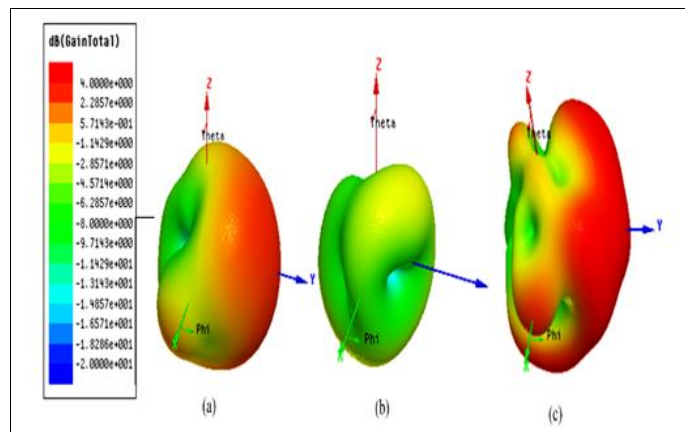 dB(GainTotal)
4.0000e+000
2.2857e+000
5.7143e-001
-1.1429e+000
-2.8571e+000
-4.5714e+000
-6.2857e+000
-8.0000e+000
-9.7143e+000
-1.1429e+001
-1.3143e+001
-1.4857e+001
-1.6571e+001
-1.8286e+001
-2.0000e+001
Z
Theta
Y
Phi
X
(a)
Z
Theta
Phi
X
(b)
Z
Theta
Y
Phi
X
(c)